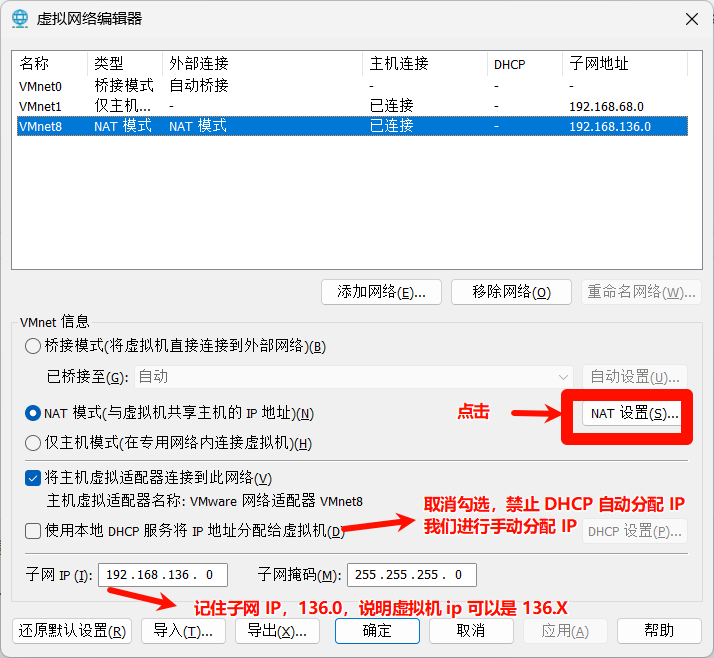 虚拟网络编辑器
名称 类型 外部连接 主机连接 DHCP 子网地址
VMnet0 桥接模式 自动桥接 - - -
VMnet1 仅主机... - 已连接 - 192.168.68.0
VMnet8 NAT 模式 NAT 模式 已连接 - 192.168.136.0
添加网络(E)... 移除网络(O) 重命名网络(W)...
VMnet 信息
桥接模式(将虚拟机直接连接到外部网络)(B)
已桥接至(G): 自动 自动设置(U)...
NAT 模式(与虚拟机共享主机的 IP 地址)(N) 点击 NAT 设置(S)...
仅主机模式(在专用网络内连接虚拟机)(H)
将主机虚拟适配器连接到此网络(V)
主机虚拟适配器名称: VMware 网络适配器 VMnet8
取消勾选，禁止 DHCP 自动分配 IP
我们进行手动分配 IP
使用本地 DHCP 服务将 IP 地址分配给虚拟机(D) DHCP 设置(P)...
子网 IP (I): 192.168.136. 0 子网掩码(M): 255.255.255. 0
记住子网 IP，136.0，说明虚拟机 ip 可以是 136.X
还原默认设置(R) 导入(T)... 导出(X)... 确定 取消 应用(A) 帮助